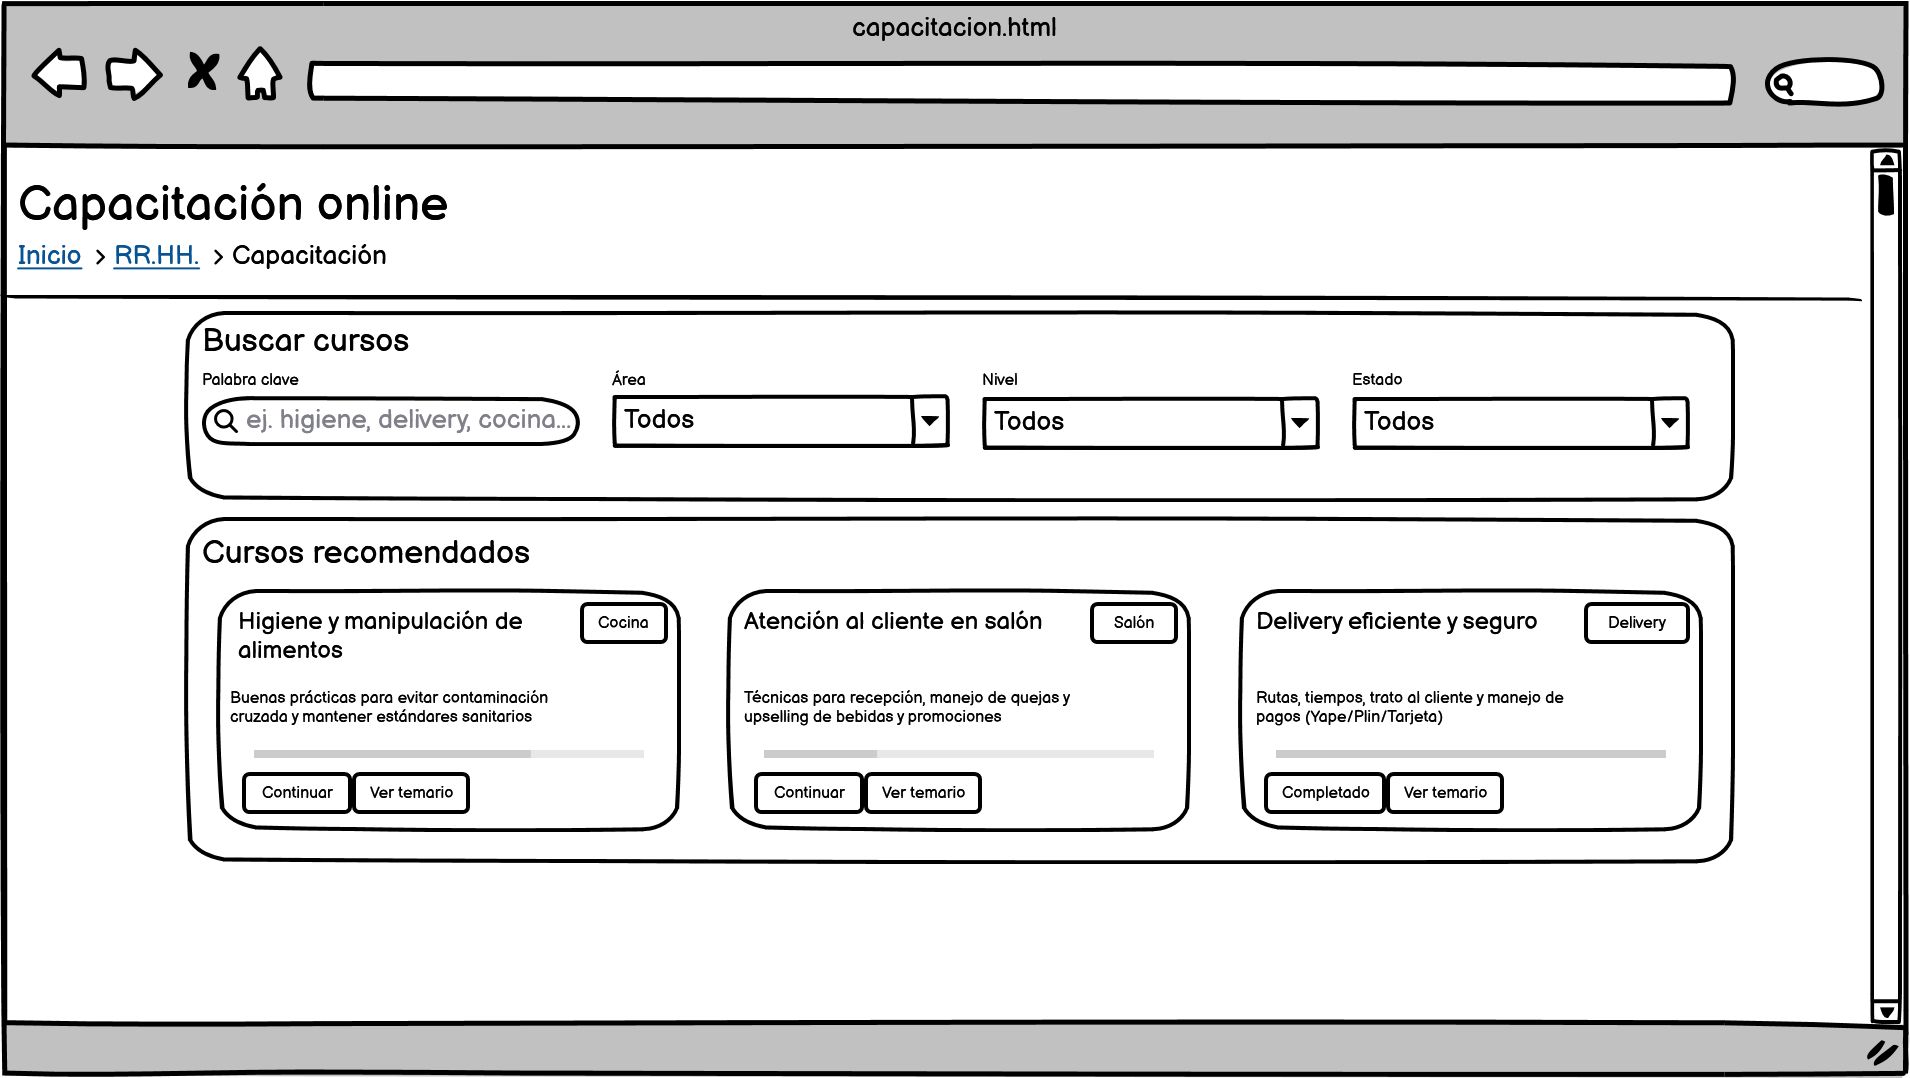 capacitacion.html
Capacitación online
Inicio > RR.HH. > Capacitación
Buscar cursos
Palabra clave
ej. higiene, delivery, cocina...
Área
Todos
Nivel
Todos
Estado
Todos
Cursos recomendados
Higiene y manipulación de
alimentos
Cocina
Buenas prácticas para evitar contaminación
cruzada y mantener estándares sanitarios
Continuar
Ver temario
Atención al cliente en salón
Salón
Técnicas para recepción, manejo de quejas y
upselling de bebidas y promociones
Continuar
Ver temario
Delivery eficiente y seguro
Delivery
Rutas, tiempos, trato al cliente y manejo de
pagos (Yape/Plin/Tarjeta)
Completado
Ver temario